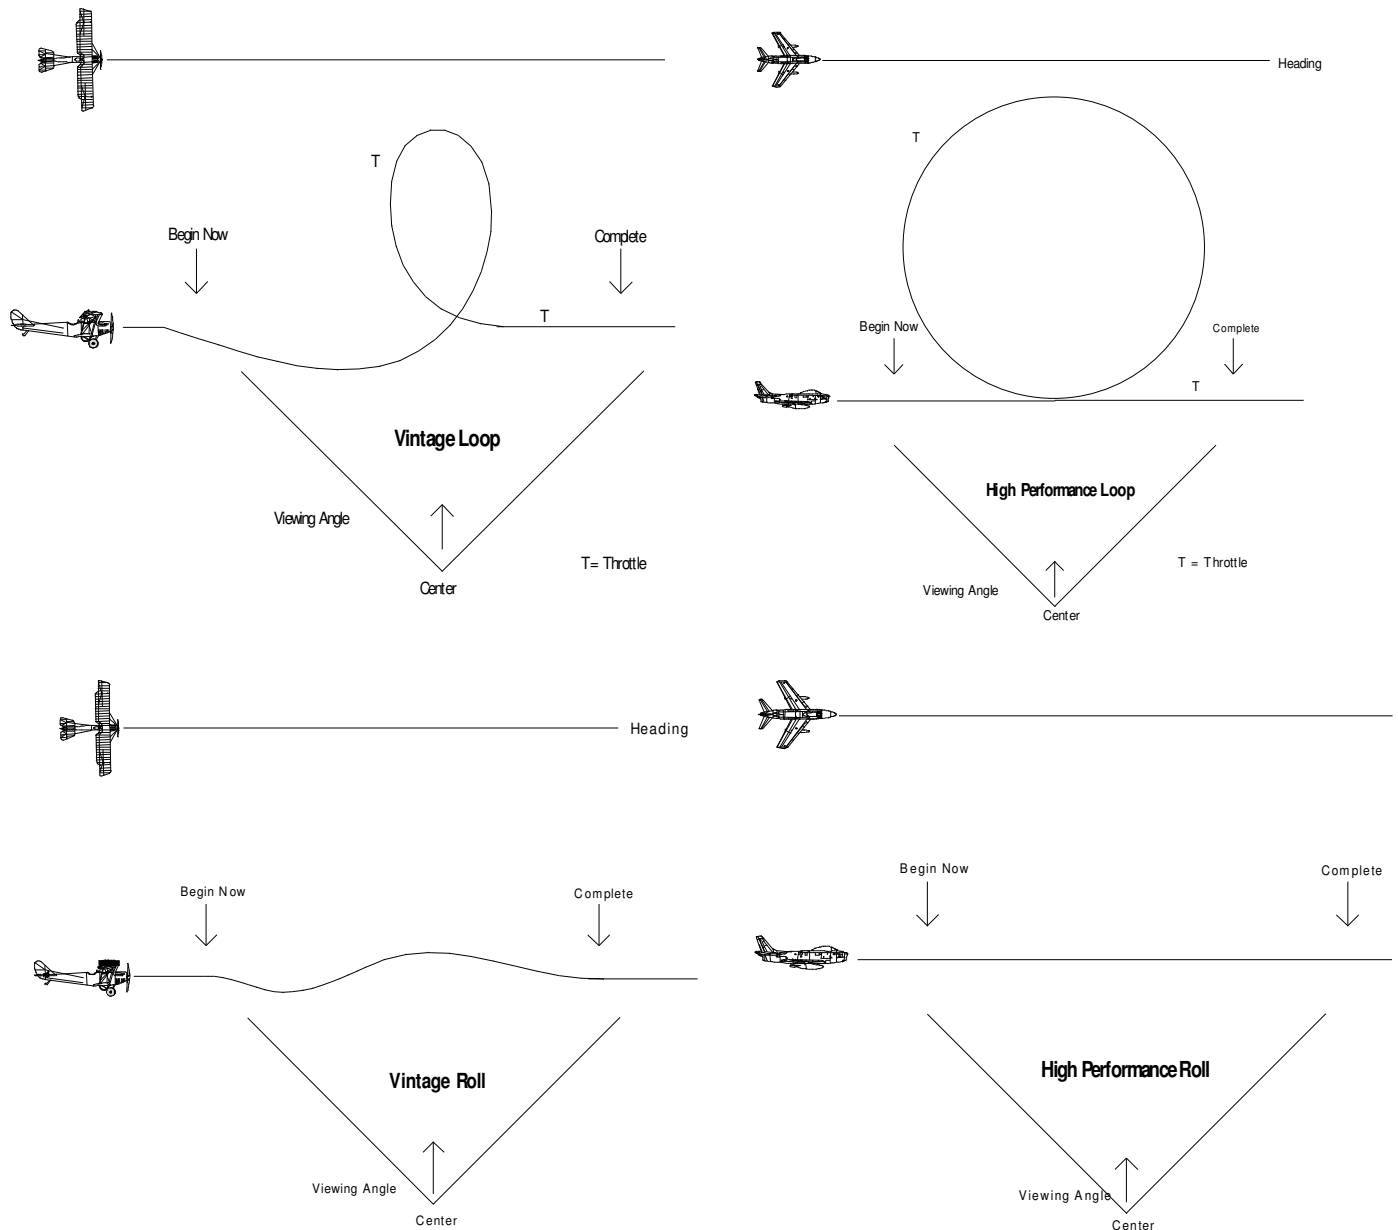 Heading
T
T
Begin Now
Complete
T
Begin Now
Complete
T
Vintage Loop
High Performance Loop
Viewing Angle
T= Throttle
Center
T = Throttle
Viewing Angle
Center
Heading
Begin Now
Complete
Begin Now
Complete
Vintage Roll
High Performance Roll
Viewing Angle
Center
Viewing Angle
Center